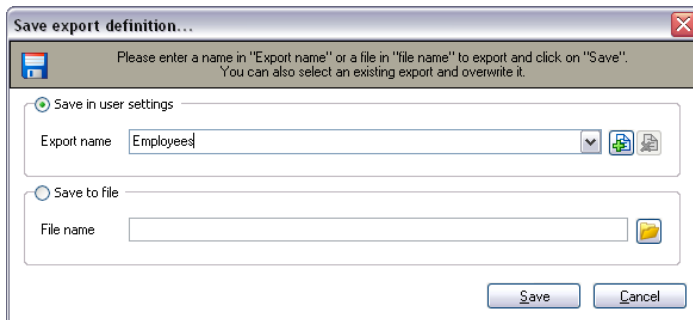 Save export definition...
Please enter a name in "Export name" or a file in "file name" to export and click on "Save".
You can also select an existing export and overwrite it.
Save in user settings
Export name Employees
Save to file
File name
Save Cancel